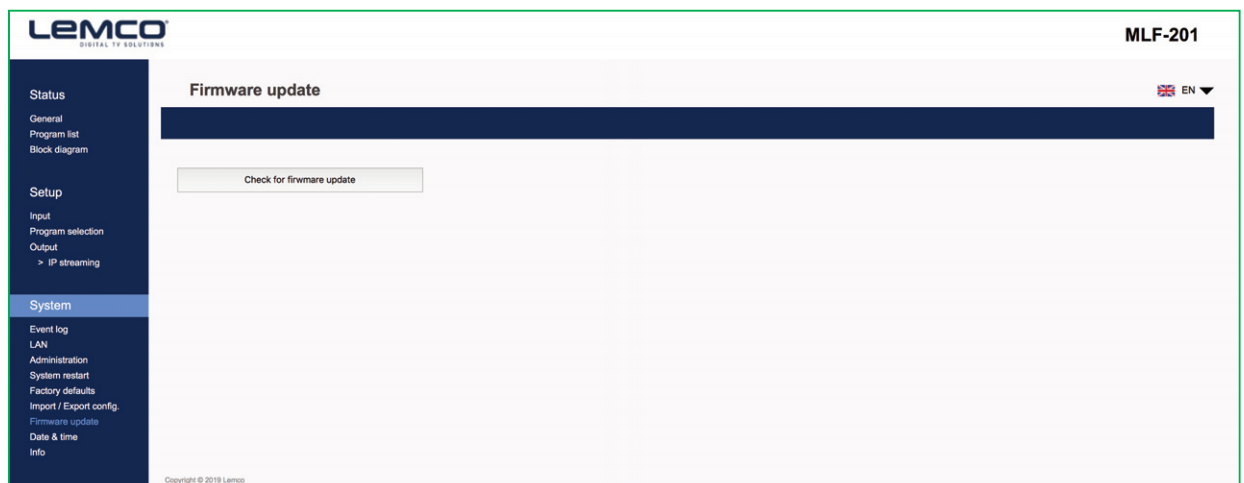 Lemco
DIGITAL TV SOLUTIONS
MLF-201
Status
General
Program list
Block diagram
Setup
Input
Program selection
Output
> IP streaming
System
Event log
LAN
Administration
System restart
Factory defaults
Import / Export config.
Firmware update
Date & time
Info
Firmware update
EN
Check for firwmare update
Copyright © 2019 Lemco